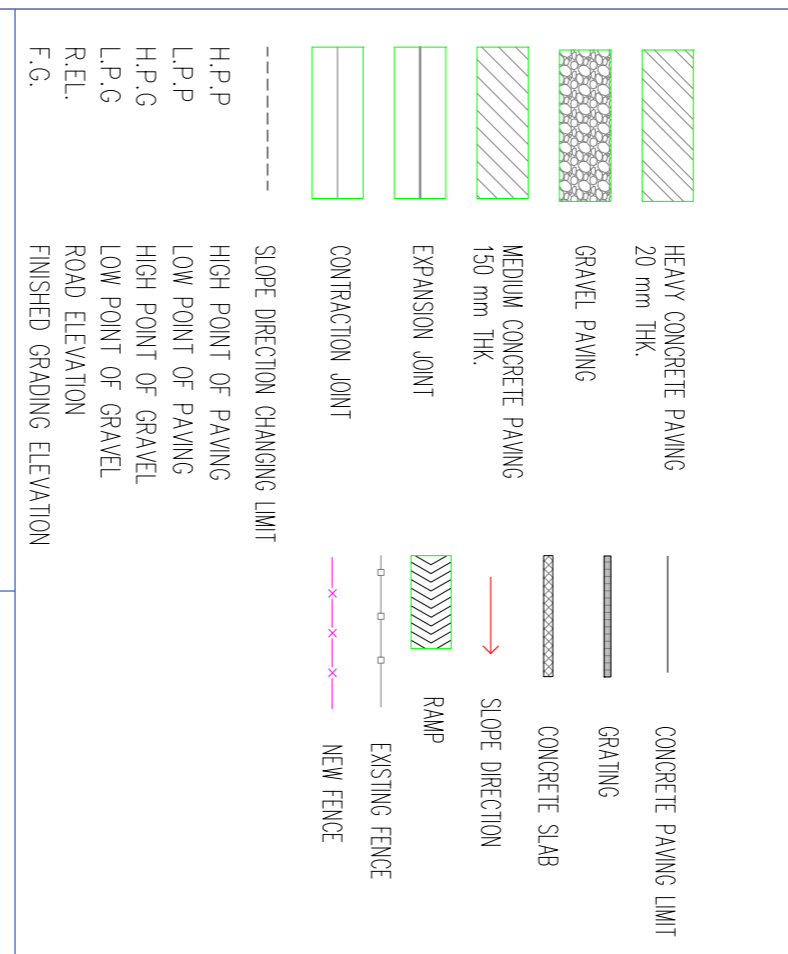 HEAVY CONCRETE PAVING
20 mm THK.
GRAVEL PAVING
MEDIUM CONCRETE PAVING
150 mm THK.
EXPANSION JOINT
CONTRACTION JOINT
SLOPE DIRECTION CHANGING LIMIT
H.P.P HIGH POINT OF PAVING
L.P.P LOW POINT OF PAVING
H.P.G HIGH POINT OF GRAVEL
L.P.G LOW POINT OF GRAVEL
R.EL. ROAD ELEVATION
F.G. FINISHED GRADING ELEVATION
CONCRETE PAVING LIMIT
GRATING
CONCRETE SLAB
SLOPE DIRECTION
RAMP
EXISTING FENCE
NEW FENCE